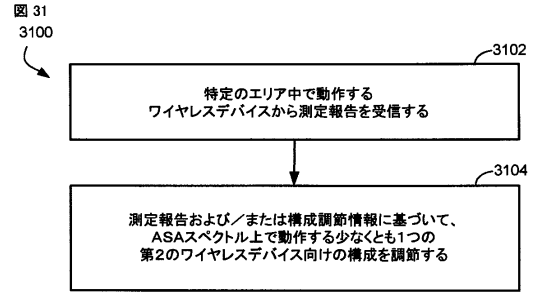 図 31
3100
3102
特定のエリア中で動作する
ワイヤレスデバイスから測定報告を受信する
3104
測定報告および/または構成調節情報に基づいて、
ASAスペクトル上で動作する少なくとも1つの
第2のワイヤレスデバイス向けの構成を調節する